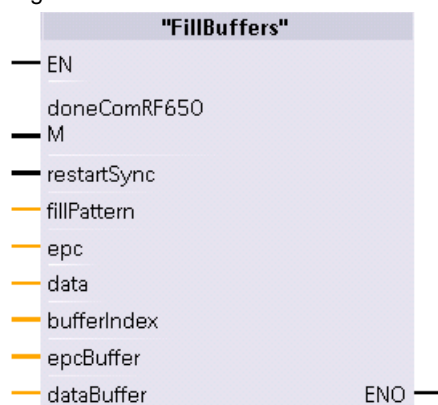 "FillBuffers"
EN
doneComRF650
M
restartSync
fillPattern
epc
data
bufferIndex
epcBuffer
dataBuffer ENO